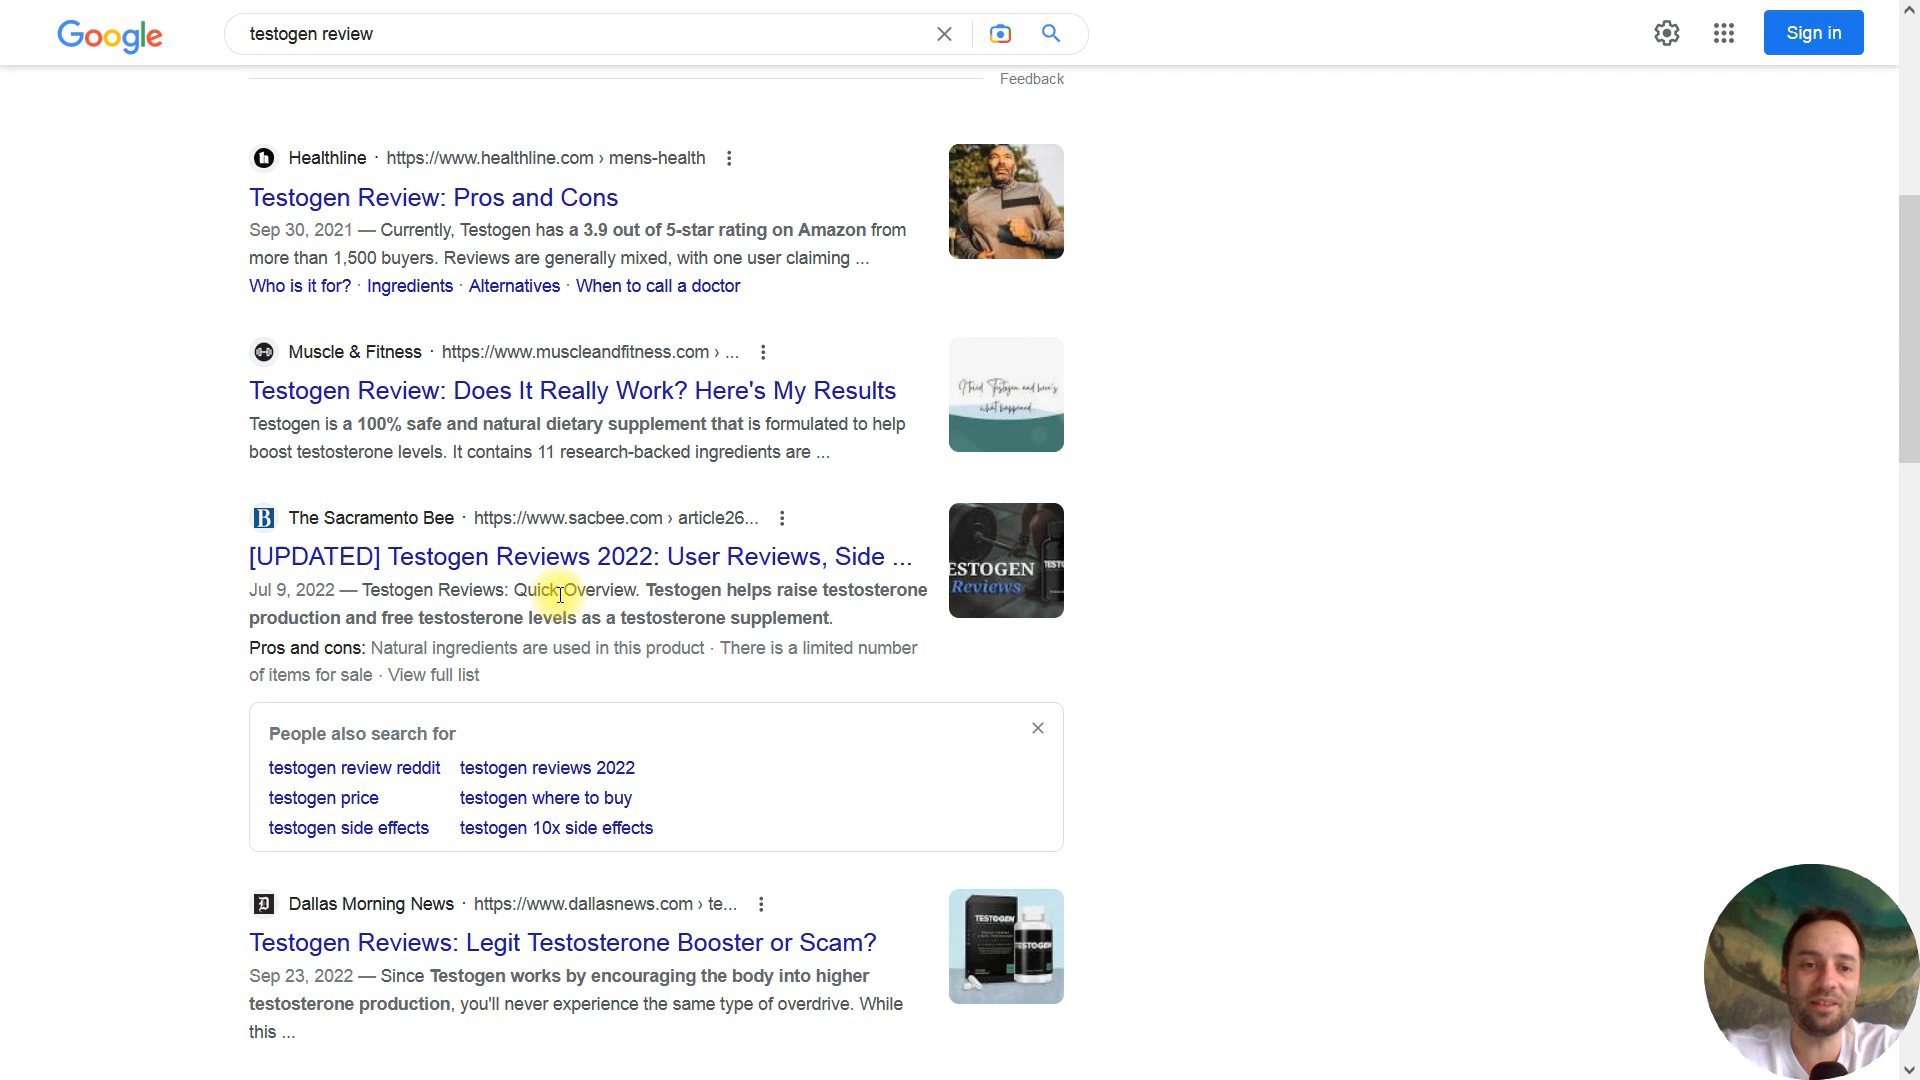 Google
testogen review
Sign in
Feedback
Healthline · https://www.healthline.com › mens-health
Testogen Review: Pros and Cons
Sep 30, 2021 — Currently, Testogen has a 3.9 out of 5-star rating on Amazon from
more than 1,500 buyers. Reviews are generally mixed, with one user claiming ...
Who is it for? · Ingredients · Alternatives · When to call a doctor
Muscle & Fitness · https://www.muscleandfitness.com › ...
Testogen Review: Does It Really Work? Here's My Results
Testogen is a 100% safe and natural dietary supplement that is formulated to help
boost testosterone levels. It contains 11 research-backed ingredients are ...
I tried Testogen and here's
what happened...
B
The Sacramento Bee · https://www.sacbee.com › article26...
[UPDATED] Testogen Reviews 2022: User Reviews, Side ...
Jul 9, 2022 — Testogen Reviews: Quick Overview. Testogen helps raise testosterone
production and free testosterone levels as a testosterone supplement.
Pros and cons: Natural ingredients are used in this product · There is a limited number
of items for sale · View full list
ESTOGEN
Reviews
TESTO
People also search for
testogen review reddit
testogen reviews 2022
testogen price
testogen where to buy
testogen side effects
testogen 10x side effects
D
Dallas Morning News · https://www.dallasnews.com › te...
Testogen Reviews: Legit Testosterone Booster or Scam?
Sep 23, 2022 — Since Testogen works by encouraging the body into higher
testosterone production, you'll never experience the same type of overdrive. While
this ...
TESTOGEN
TESTOGEN